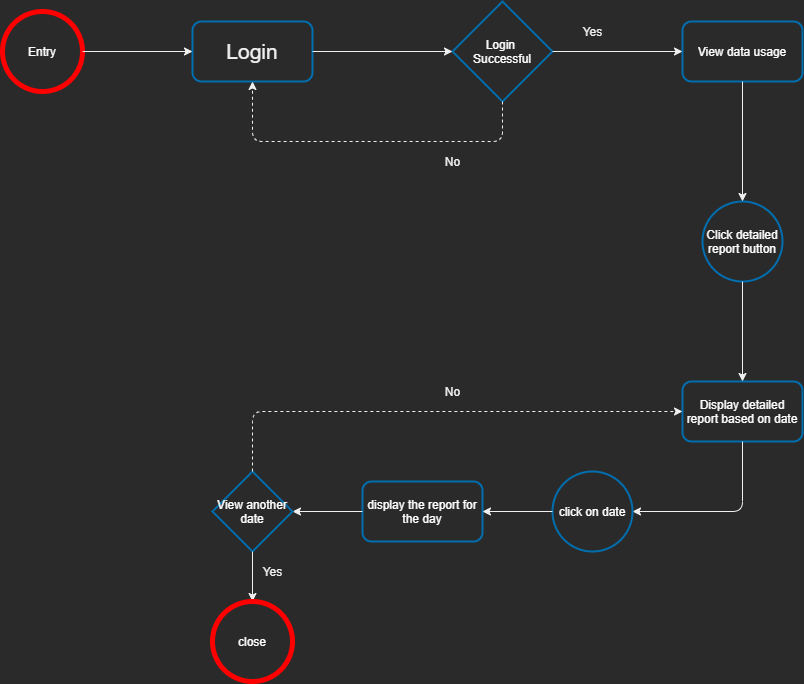 Entry
Login
Login
Successful
Yes
View data usage
No
Click detailed
report button
No
Display detailed
report based on date
View another
date
display the report for
the day
click on date
Yes
close